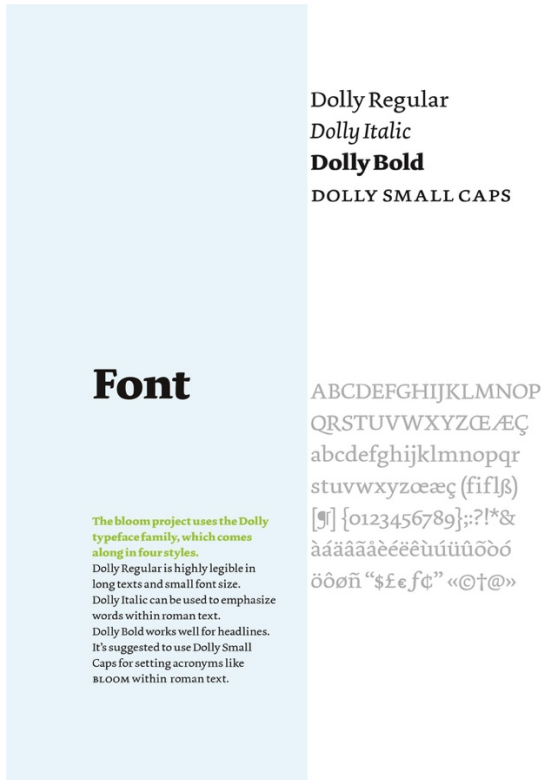 Dolly Regular
Dolly Italic
Dolly Bold
DOLLY SMALL CAPS
Font
The bloom project uses the Dolly
typeface family, which comes
along in four styles.
Dolly Regular is highly legible in
long texts and small font size.
Dolly Italic can be used to emphasize
words within roman text.
Dolly Bold works well for headlines.
It's suggested to use Dolly Small
Caps for setting acronyms like
BLOOM within roman text.
ABCDEFGHIJKLMNOP
QRSTUVWXYZŒÆÇ
abcdefghijklmnopqr
stuvwxyzœæç (fiflß)
[¶] {0123456789};:?!*&
àáäâãåèéëêùúüûõòó
öôøñ “$£€ƒ¢” «©†@»